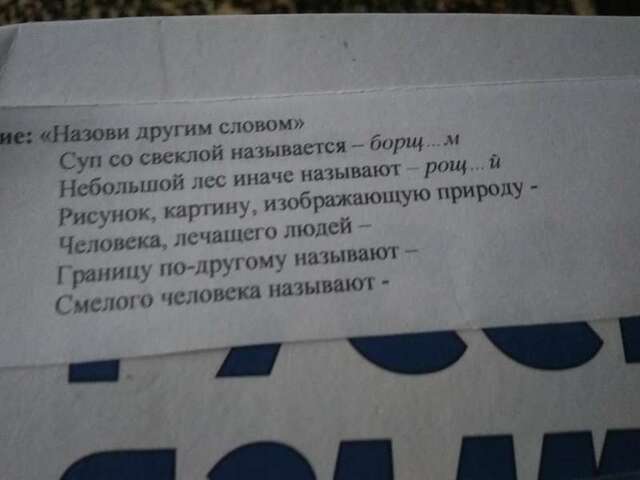 ие: «Назови другим словом»
Суп со свеклой называется – борщ...м
Небольшой лес иначе называют – рощ...й
Рисунок, картину, изображающую природу -
Человека, лечащего людей –
Границу по-другому называют –
Смелого человека называют -